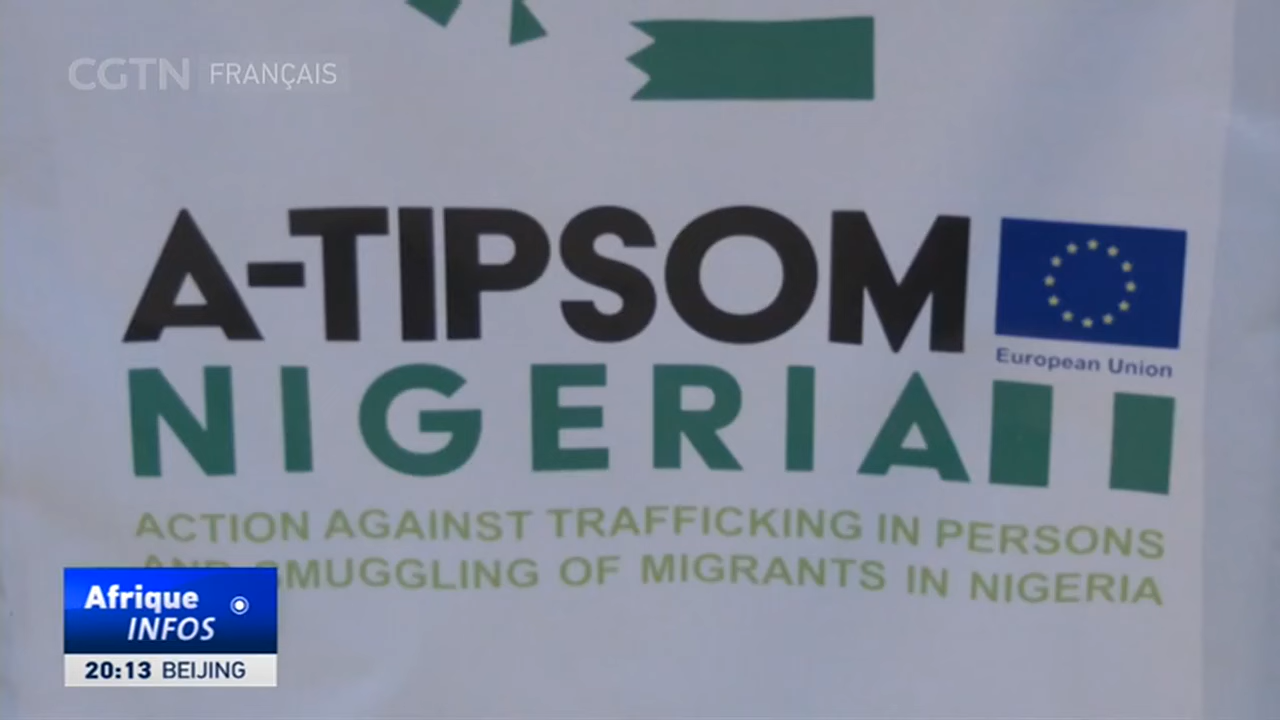 CGTN FRANÇAIS
A-TIPSOM
European Union
NIGERIA
ACTION AGAINST TRAFFICKING IN PERSONS
AND SMUGGLING OF MIGRANTS IN NIGERIA
Afrique
INFOS
20:13 BEIJING